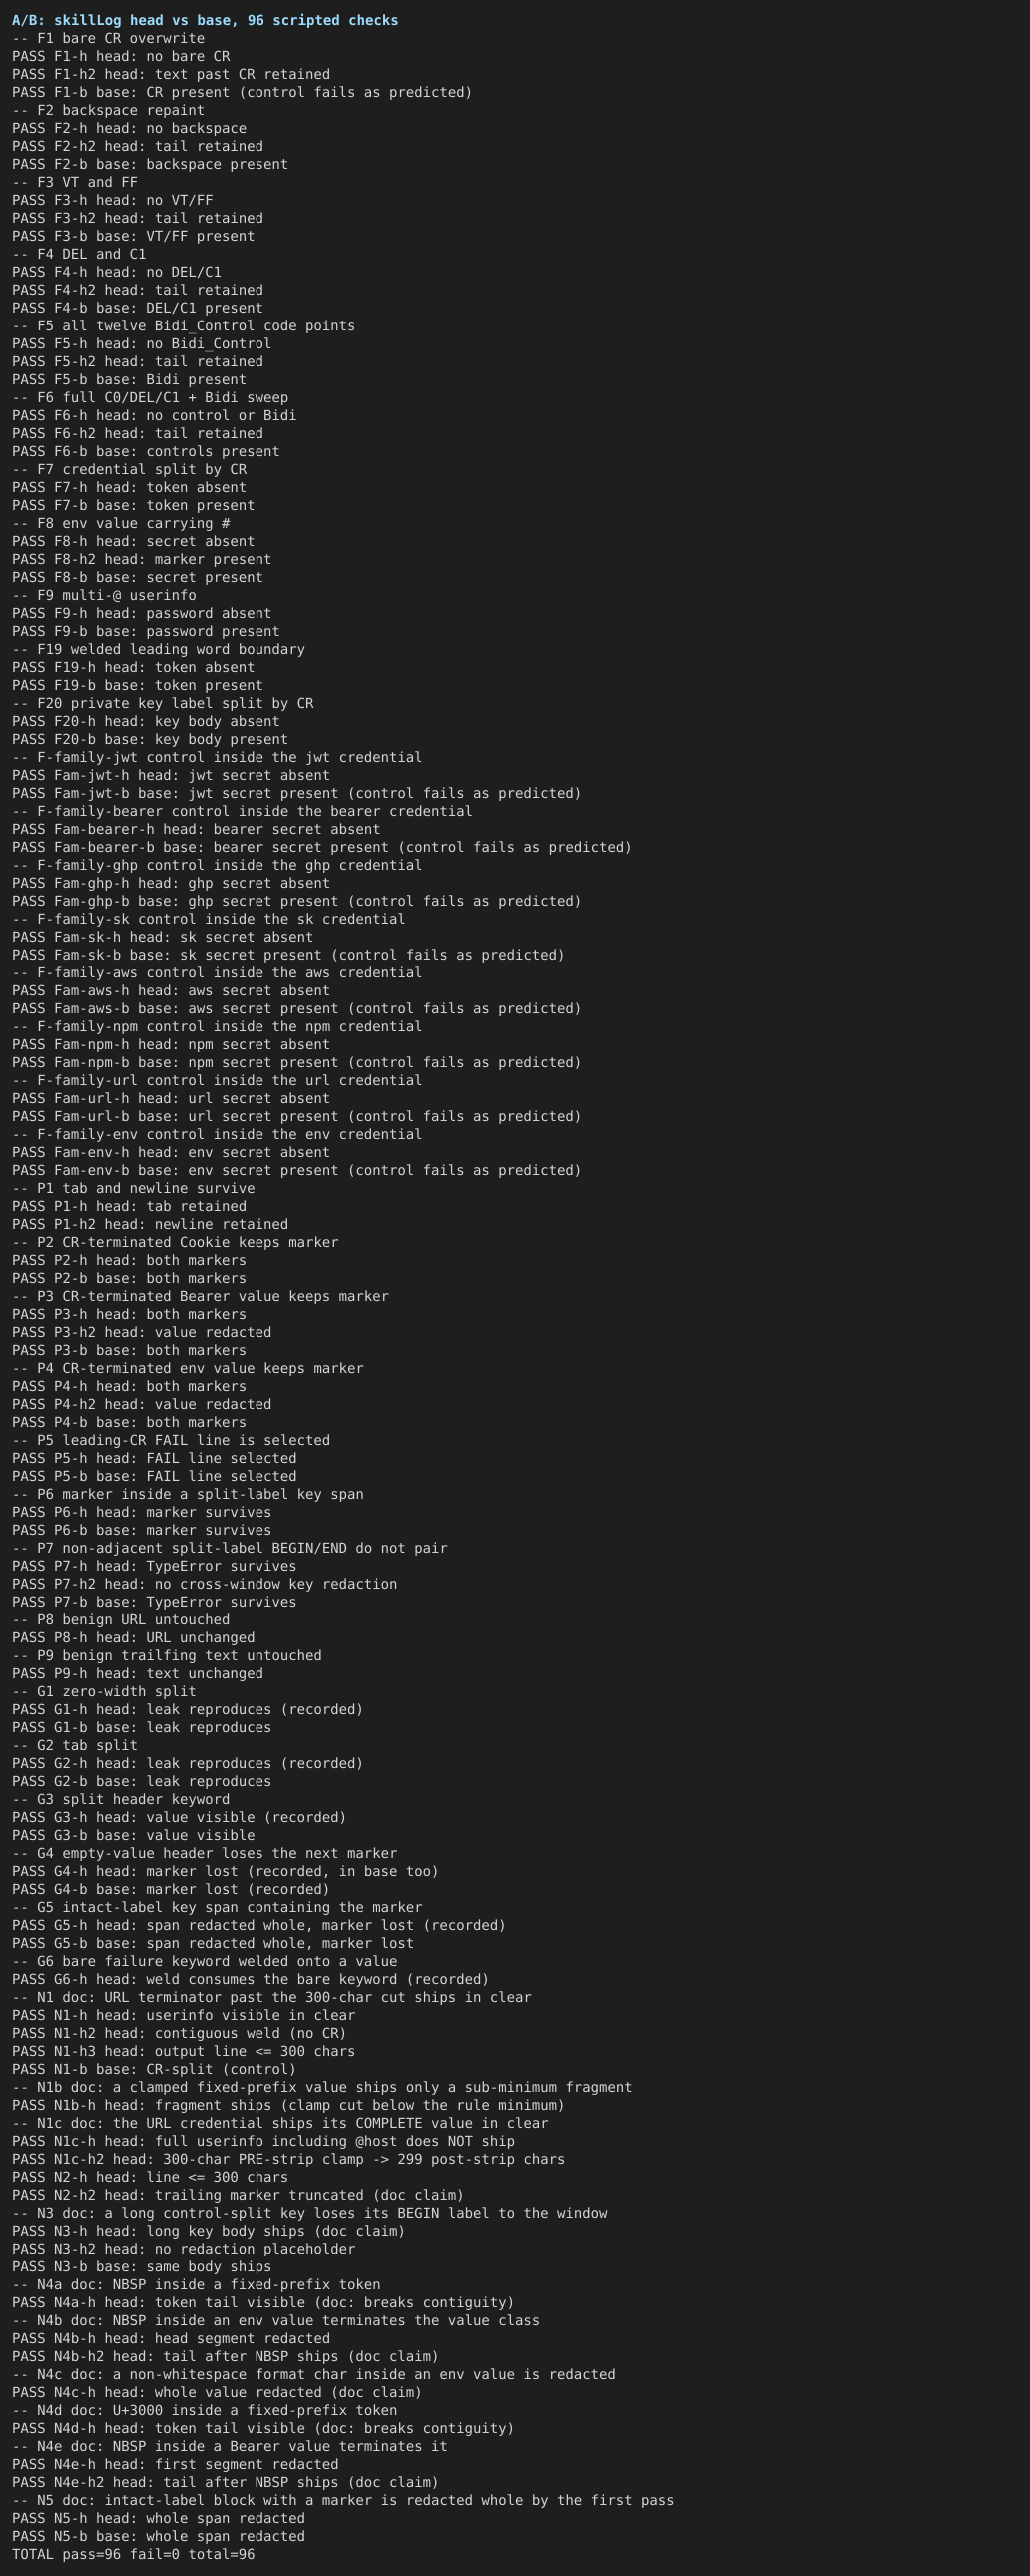 A/B: skillLog head vs base, 96 scripted checks
-- F1 bare CR overwrite
PASS F1-h head: no bare CR
PASS F1-h2 head: text past CR retained
PASS F1-b base: CR present (control fails as predicted)
-- F2 backspace repaint
PASS F2-h head: no backspace
PASS F2-h2 head: tail retained
PASS F2-b base: backspace present
-- F3 VT and FF
PASS F3-h head: no VT/FF
PASS F3-h2 head: tail retained
PASS F3-b base: VT/FF present
-- F4 DEL and C1
PASS F4-h head: no DEL/C1
PASS F4-h2 head: tail retained
PASS F4-b base: DEL/C1 present
-- F5 all twelve Bidi_Control code points
PASS F5-h head: no Bidi_Control
PASS F5-h2 head: tail retained
PASS F5-b base: Bidi present
-- F6 full C0/DEL/C1 + Bidi sweep
PASS F6-h head: no control or Bidi
PASS F6-h2 head: tail retained
PASS F6-b base: controls present
-- F7 credential split by CR
PASS F7-h head: token absent
PASS F7-b base: token present
-- F8 env value carrying #
PASS F8-h head: secret absent
PASS F8-h2 head: marker present
PASS F8-b base: secret present
-- F9 multi-@ userinfo
PASS F9-h head: password absent
PASS F9-b base: password present
-- F19 welded leading word boundary
PASS F19-h head: token absent
PASS F19-b base: token present
-- F20 private key label split by CR
PASS F20-h head: key body absent
PASS F20-b base: key body present
-- F-family-jwt control inside the jwt credential
PASS Fam-jwt-h head: jwt secret absent
PASS Fam-jwt-b base: jwt secret present (control fails as predicted)
-- F-family-bearer control inside the bearer credential
PASS Fam-bearer-h head: bearer secret absent
PASS Fam-bearer-b base: bearer secret present (control fails as predicted)
-- F-family-ghp control inside the ghp credential
PASS Fam-ghp-h head: ghp secret absent
PASS Fam-ghp-b base: ghp secret present (control fails as predicted)
-- F-family-sk control inside the sk credential
PASS Fam-sk-h head: sk secret absent
PASS Fam-sk-b base: sk secret present (control fails as predicted)
-- F-family-aws control inside the aws credential
PASS Fam-aws-h head: aws secret absent
PASS Fam-aws-b base: aws secret present (control fails as predicted)
-- F-family-npm control inside the npm credential
PASS Fam-npm-h head: npm secret absent
PASS Fam-npm-b base: npm secret present (control fails as predicted)
-- F-family-url control inside the url credential
PASS Fam-url-h head: url secret absent
PASS Fam-url-b base: url secret present (control fails as predicted)
-- F-family-env control inside the env credential
PASS Fam-env-h head: env secret absent
PASS Fam-env-b base: env secret present (control fails as predicted)
-- P1 tab and newline survive
PASS P1-h head: tab retained
PASS P1-h2 head: newline retained
-- P2 CR-terminated Cookie keeps marker
PASS P2-h head: both markers
PASS P2-b base: both markers
-- P3 CR-terminated Bearer value keeps marker
PASS P3-h head: both markers
PASS P3-h2 head: value redacted
PASS P3-b base: both markers
-- P4 CR-terminated env value keeps marker
PASS P4-h head: both markers
PASS P4-h2 head: value redacted
PASS P4-b base: both markers
-- P5 leading-CR FAIL line is selected
PASS P5-h head: FAIL line selected
PASS P5-b base: FAIL line selected
-- P6 marker inside a split-label key span
PASS P6-h head: marker survives
PASS P6-b base: marker survives
-- P7 non-adjacent split-label BEGIN/END do not pair
PASS P7-h head: TypeError survives
PASS P7-h2 head: no cross-window key redaction
PASS P7-b base: TypeError survives
-- P8 benign URL untouched
PASS P8-h head: URL unchanged
-- P9 benign trailfing text untouched
PASS P9-h head: text unchanged
-- G1 zero-width split
PASS G1-h head: leak reproduces (recorded)
PASS G1-b base: leak reproduces
-- G2 tab split
PASS G2-h head: leak reproduces (recorded)
PASS G2-b base: leak reproduces
-- G3 split header keyword
PASS G3-h head: value visible (recorded)
PASS G3-b base: value visible
-- G4 empty-value header loses the next marker
PASS G4-h head: marker lost (recorded, in base too)
PASS G4-b base: marker lost (recorded)
-- G5 intact-label key span containing the marker
PASS G5-h head: span redacted whole, marker lost (recorded)
PASS G5-b base: span redacted whole, marker lost
-- G6 bare failure keyword welded onto a value
PASS G6-h head: weld consumes the bare keyword (recorded)
-- N1 doc: URL terminator past the 300-char cut ships in clear
PASS N1-h head: userinfo visible in clear
PASS N1-h2 head: contiguous weld (no CR)
PASS N1-h3 head: output line <= 300 chars
PASS N1-b base: CR-split (control)
-- N1b doc: a clamped fixed-prefix value ships only a sub-minimum fragment
PASS N1b-h head: fragment ships (clamp cut below the rule minimum)
-- N1c doc: the URL credential ships its COMPLETE value in clear
PASS N1c-h head: full userinfo including @host does NOT ship
PASS N1c-h2 head: 300-char PRE-strip clamp -> 299 post-strip chars
PASS N2-h head: line <= 300 chars
PASS N2-h2 head: trailing marker truncated (doc claim)
-- N3 doc: a long control-split key loses its BEGIN label to the window
PASS N3-h head: long key body ships (doc claim)
PASS N3-h2 head: no redaction placeholder
PASS N3-b base: same body ships
-- N4a doc: NBSP inside a fixed-prefix token
PASS N4a-h head: token tail visible (doc: breaks contiguity)
-- N4b doc: NBSP inside an env value terminates the value class
PASS N4b-h head: head segment redacted
PASS N4b-h2 head: tail after NBSP ships (doc claim)
-- N4c doc: a non-whitespace format char inside an env value is redacted
PASS N4c-h head: whole value redacted (doc claim)
-- N4d doc: U+3000 inside a fixed-prefix token
PASS N4d-h head: token tail visible (doc: breaks contiguity)
-- N4e doc: NBSP inside a Bearer value terminates it
PASS N4e-h head: first segment redacted
PASS N4e-h2 head: tail after NBSP ships (doc claim)
-- N5 doc: intact-label block with a marker is redacted whole by the first pass
PASS N5-h head: whole span redacted
PASS N5-b base: whole span redacted
TOTAL pass=96 fail=0 total=96